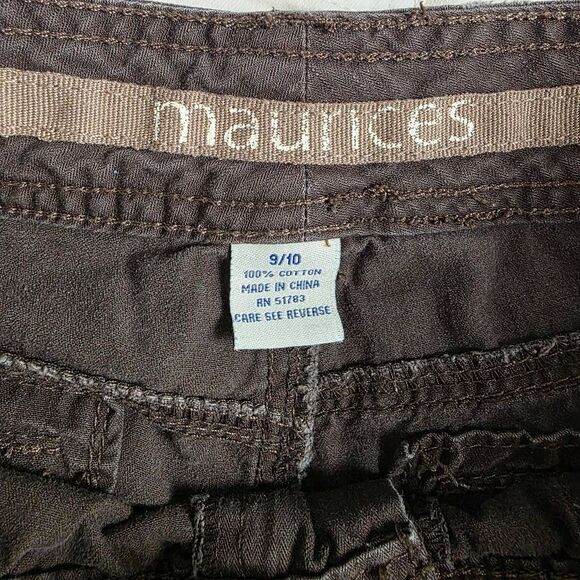 maurices
9/10
100% COTTON
MADE IN CHINA
RN 51783
CARE SEE REVERSE